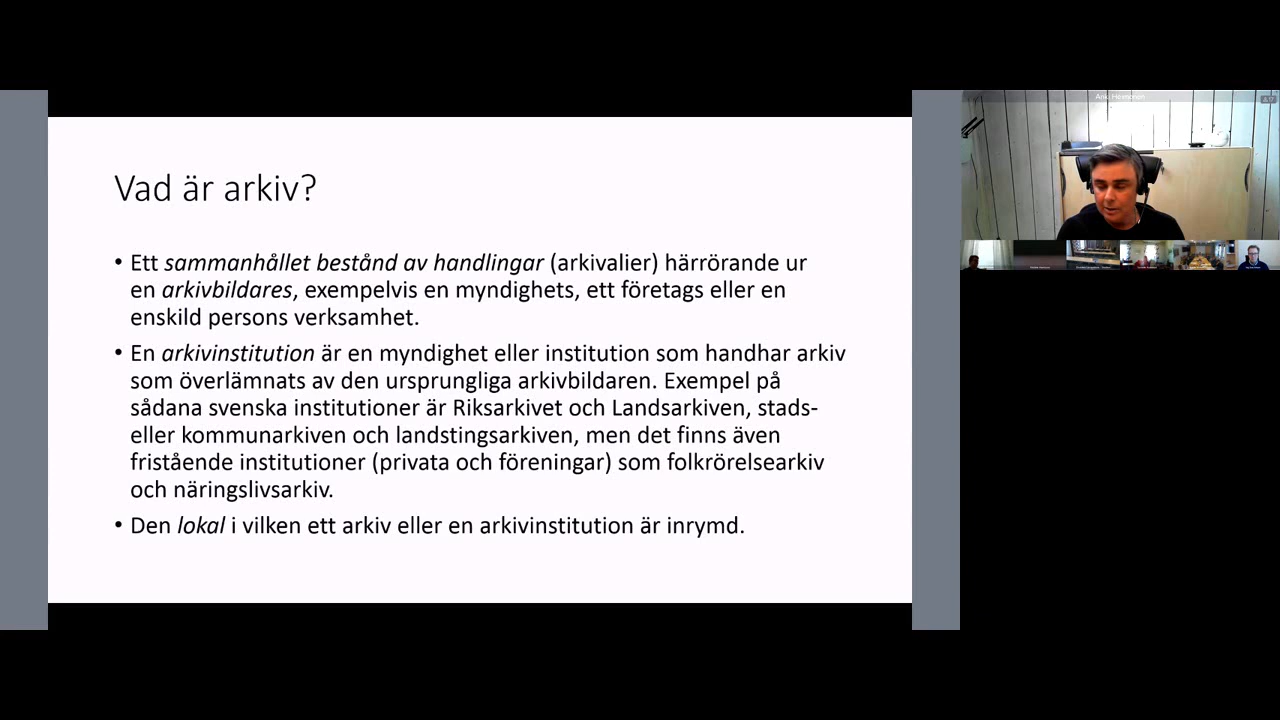 Vad är arkiv?
• Ett sammanhållet bestånd av handlingar (arkivalier) härrörande ur
en arkivbildares, exempelvis en myndighets, ett företags eller en
enskild persons verksamhet.
• En arkivinstitution är en myndighet eller institution som handhar arkiv
som överlämnats av den ursprungliga arkivbildaren. Exempel på
sådana svenska institutioner är Riksarkivet och Landsarkiven, stads-
eller kommunarkiven och landstingsarkiven, men det finns även
fristående institutioner (privata och föreningar) som folkrörelsearkiv
och näringslivsarkiv.
• Den lokal i vilken ett arkiv eller en arkivinstitution är inrymd.